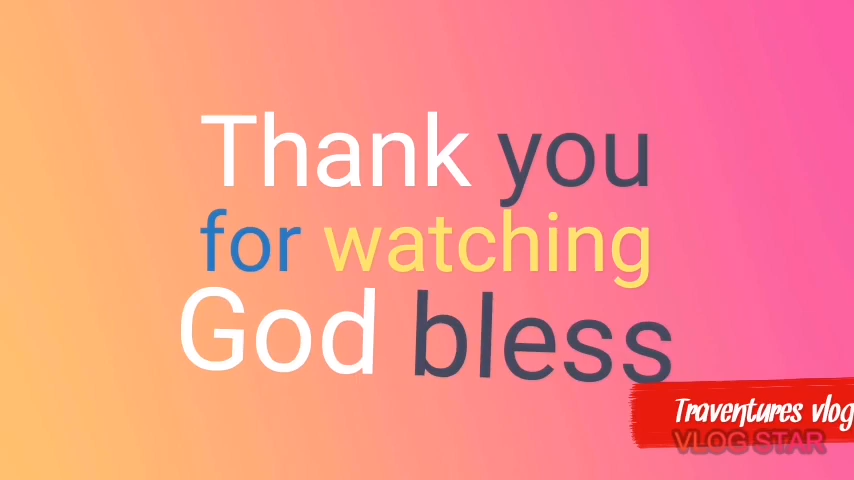 Thank you
for watching
God bless
Traventures vlog
VLOG STAR